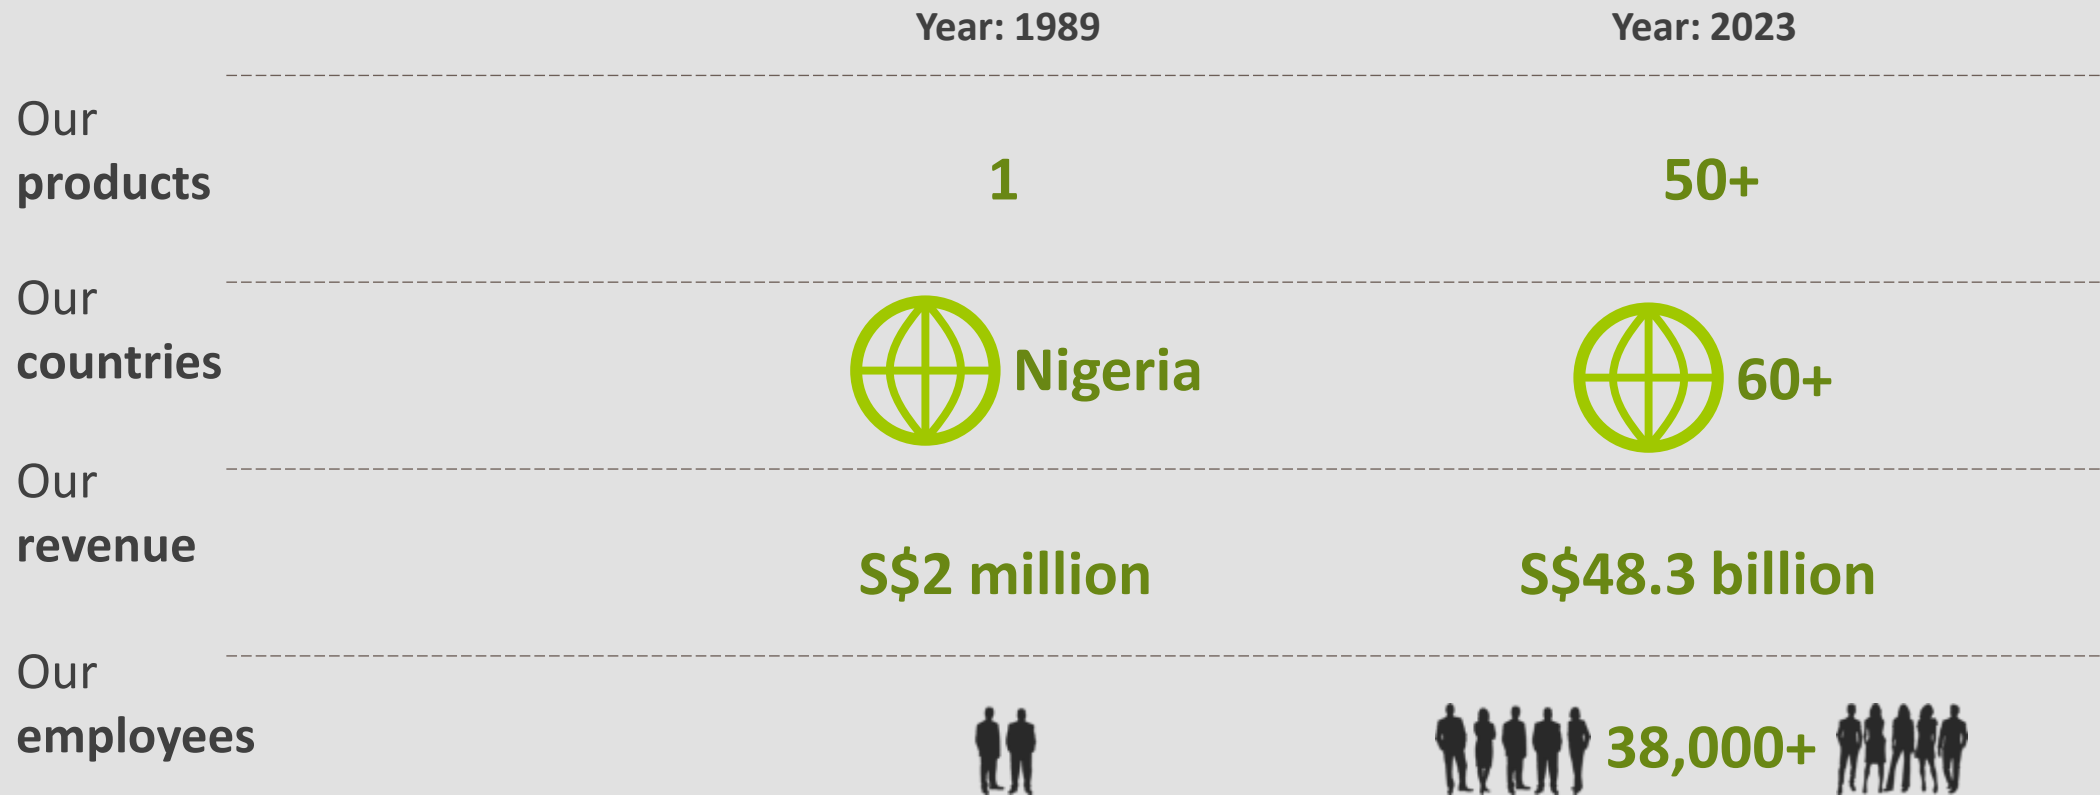 Year: 1989
Year: 2023
Our
products
1
50+
Our
countries
Nigeria
60+
Our
revenue
S$2 million
S$48.3 billion
Our
employees
38,000+